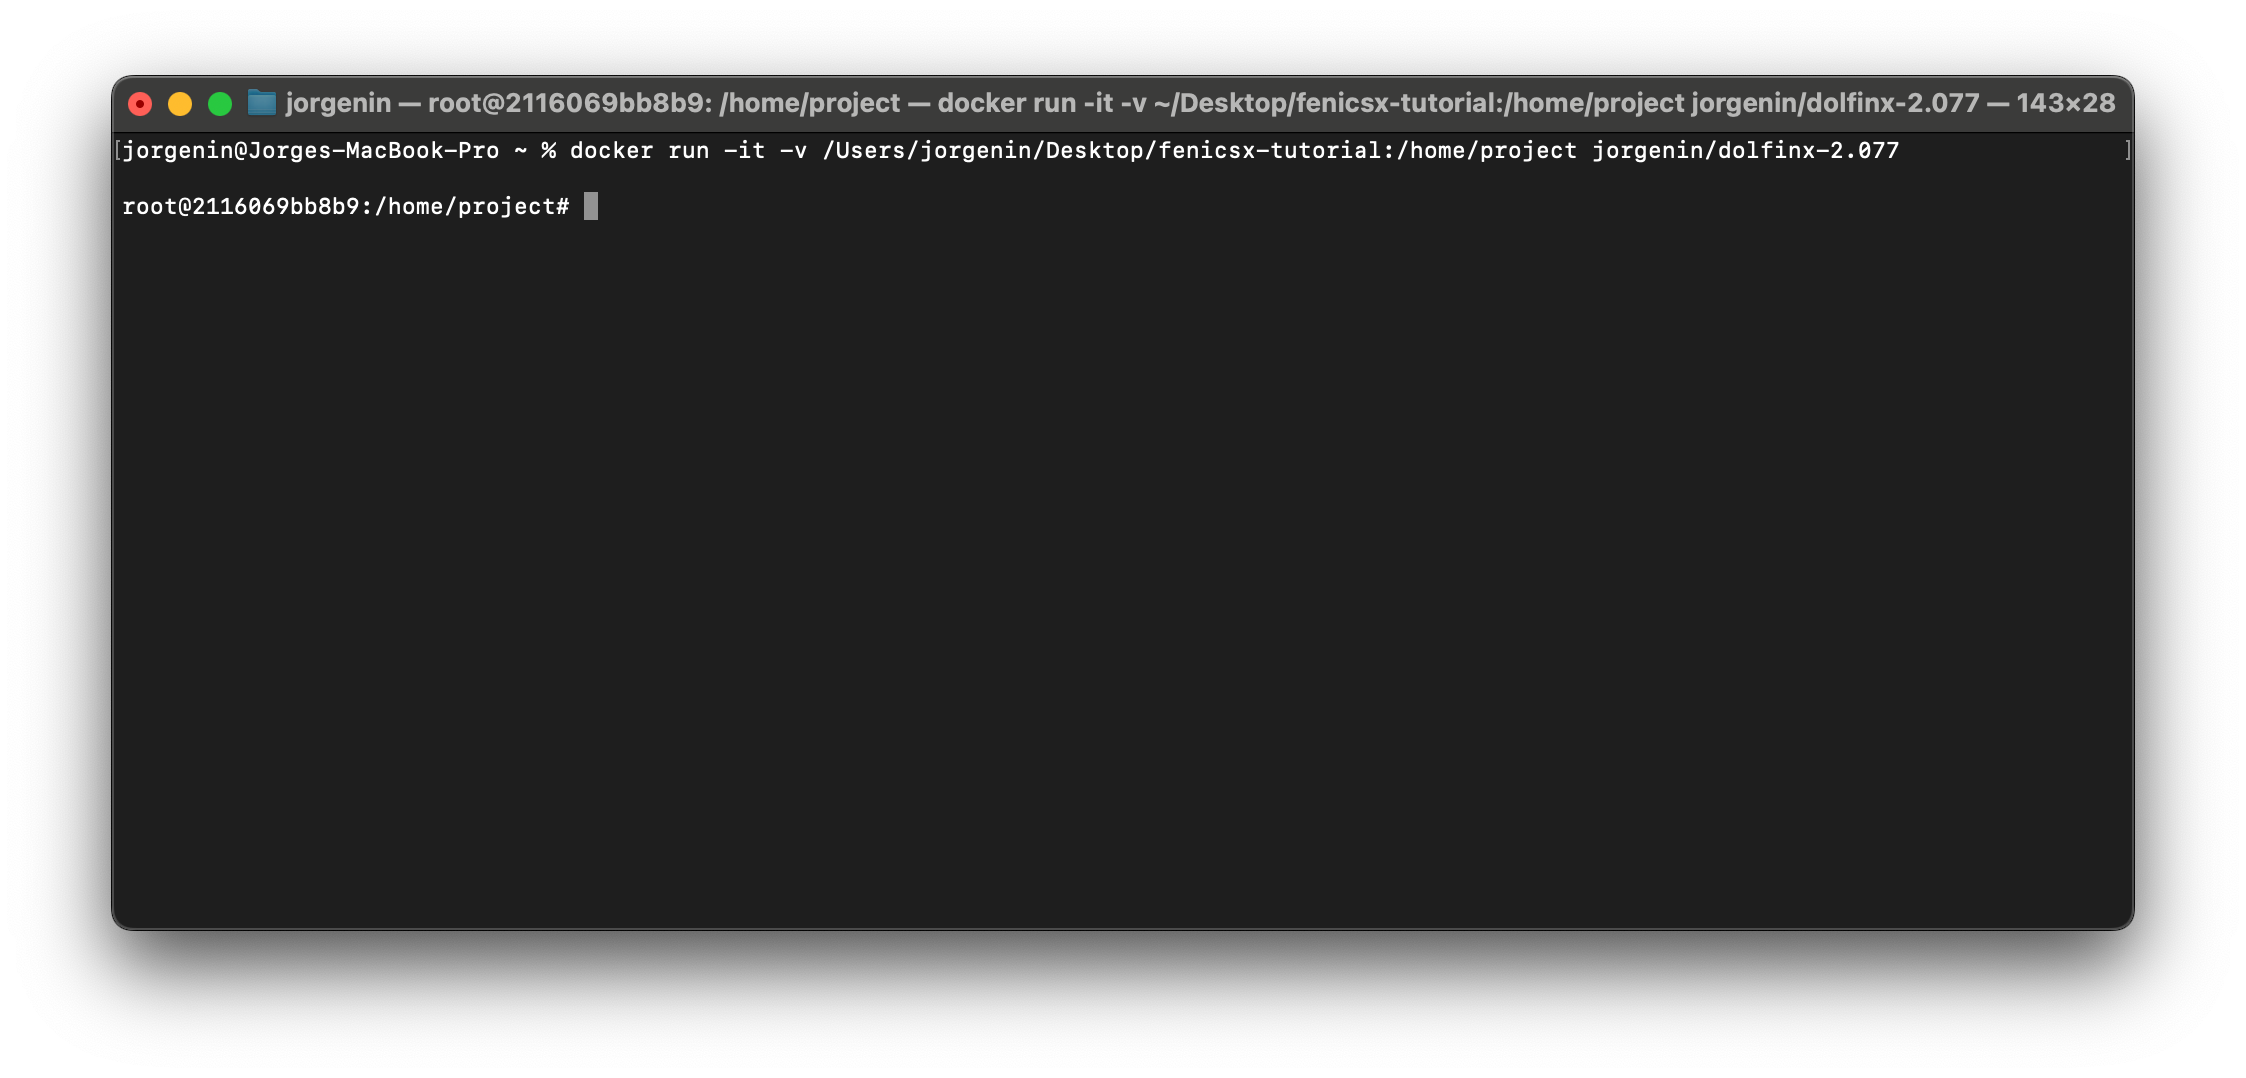 jorgenin — root@2116069bb8b9: /home/project — docker run -it -v ~/Desktop/fenicsx-tutorial:/home/project jorgenin/dolfinx-2.077 — 143×28
[jorgenin@Jorges-MacBook-Pro ~ % docker run -it -v /Users/jorgenin/Desktop/fenicsx-tutorial:/home/project jorgenin/dolfinx-2.077 ]
root@2116069bb8b9:/home/project#